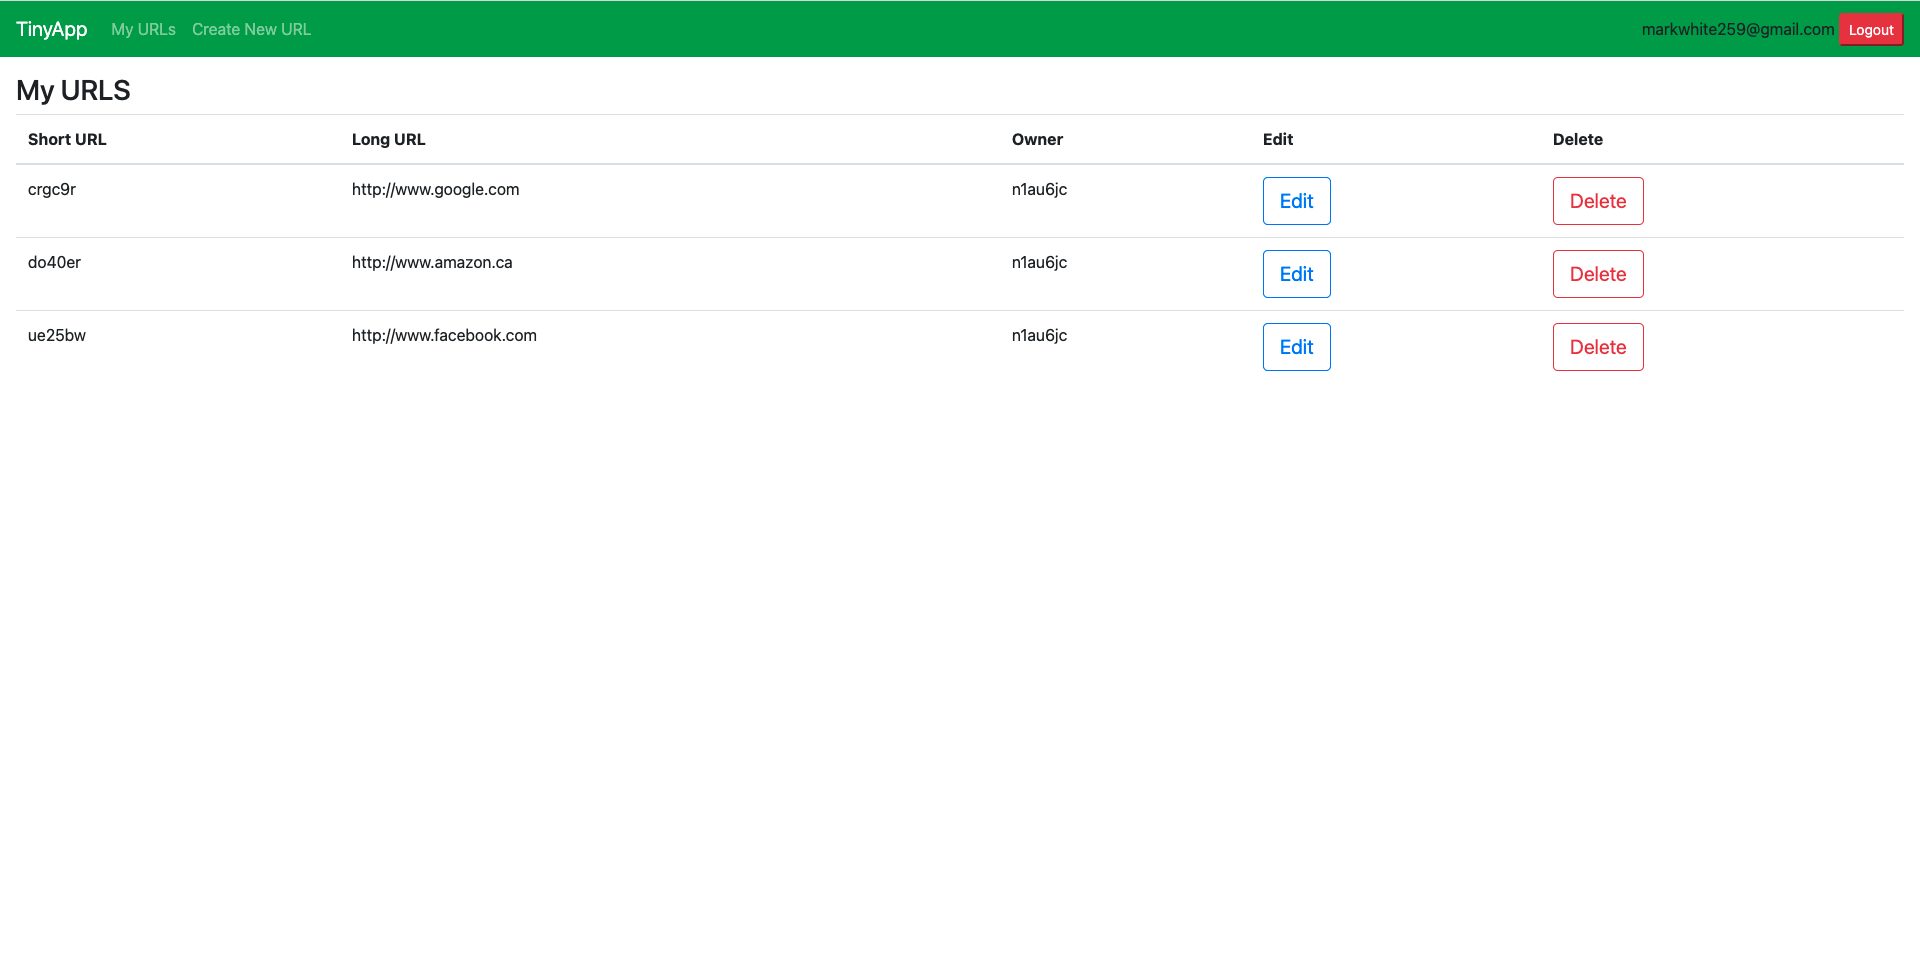 TinyApp My URLs Create New URL markwhite259@gmail.com Logout
My URLS
Short URL Long URL Owner Edit Delete
crgc9r http://www.google.com n1au6jc Edit Delete
do40er http://www.amazon.ca n1au6jc Edit Delete
ue25bw http://www.facebook.com n1au6jc Edit Delete